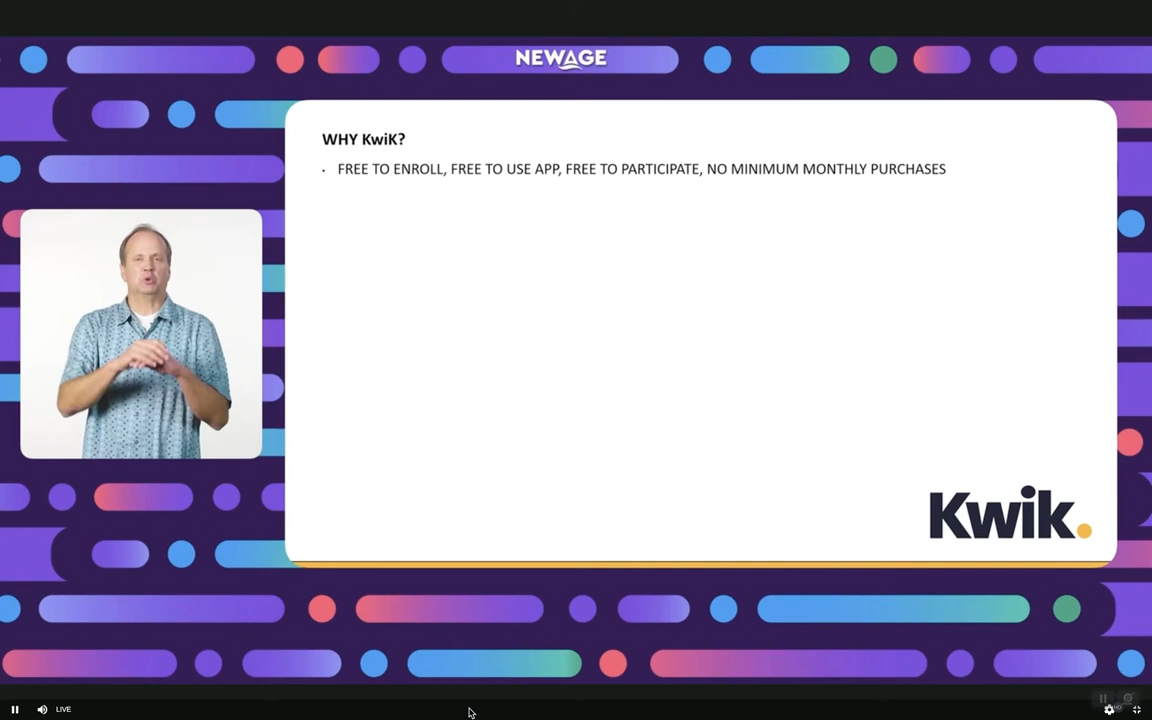 NEWAGE
WHY KwiK?
· FREE TO ENROLL, FREE TO USE APP, FREE TO PARTICIPATE, NO MINIMUM MONTHLY PURCHASES
Kwik.
LIVE